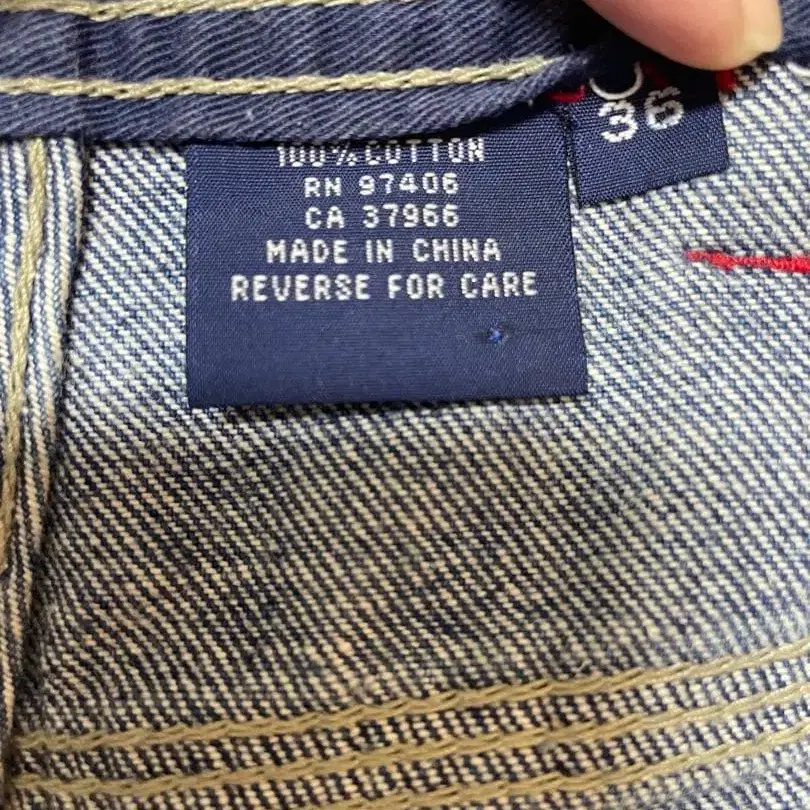 36
100% COTTON
RN 97406
CA 37966
MADE IN CHINA
REVERSE FOR CARE